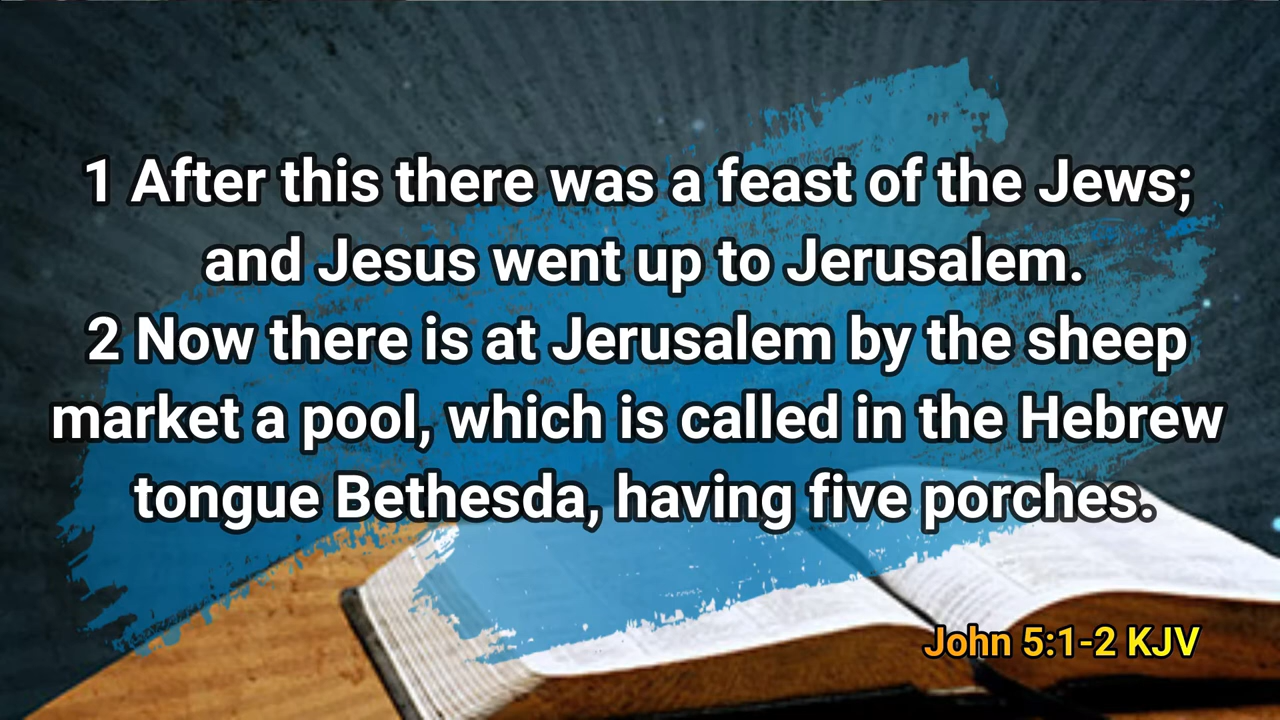 1 After this there was a feast of the Jews;
and Jesus went up to Jerusalem.
2 Now there is at Jerusalem by the sheep
market a pool, which is called in the Hebrew
tongue Bethesda, having five porches.
John 5:1-2 KJV